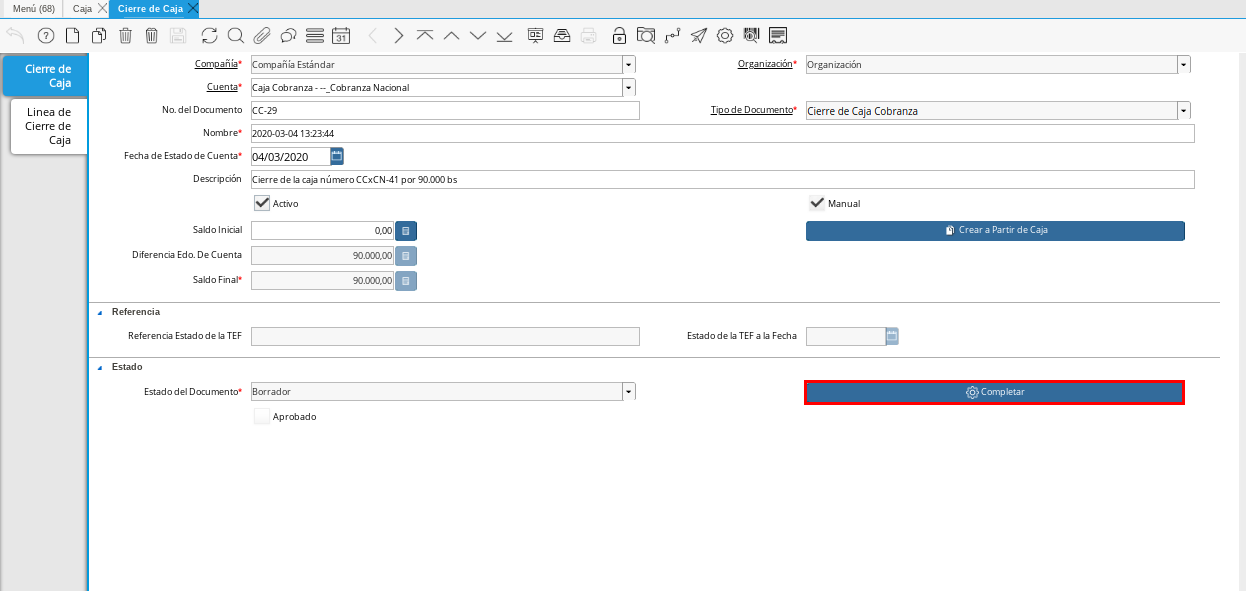 Menú (68) Caja Cierre de Caja
31
Cierre de
Caja
Linea de
Cierre de
Caja
Compañía* Compañía Estándar Organización* Organización
Cuenta* Caja Cobranza - --_Cobranza Nacional
No. del Documento CC-29 Tipo de Documento* Cierre de Caja Cobranza
Nombre* 2020-03-04 13:23:44
Fecha de Estado de Cuenta* 04/03/2020
Descripción Cierre de la caja número CCxCN-41 por 90.000 bs
Activo Manual
Saldo Inicial 0,00 Crear a Partir de Caja
Diferencia Edo. De Cuenta 90.000,00
Saldo Final* 90.000,00
Referencia
Referencia Estado de la TEF Estado de la TEF a la Fecha
Estado
Estado del Documento* Borrador Completar
Aprobado